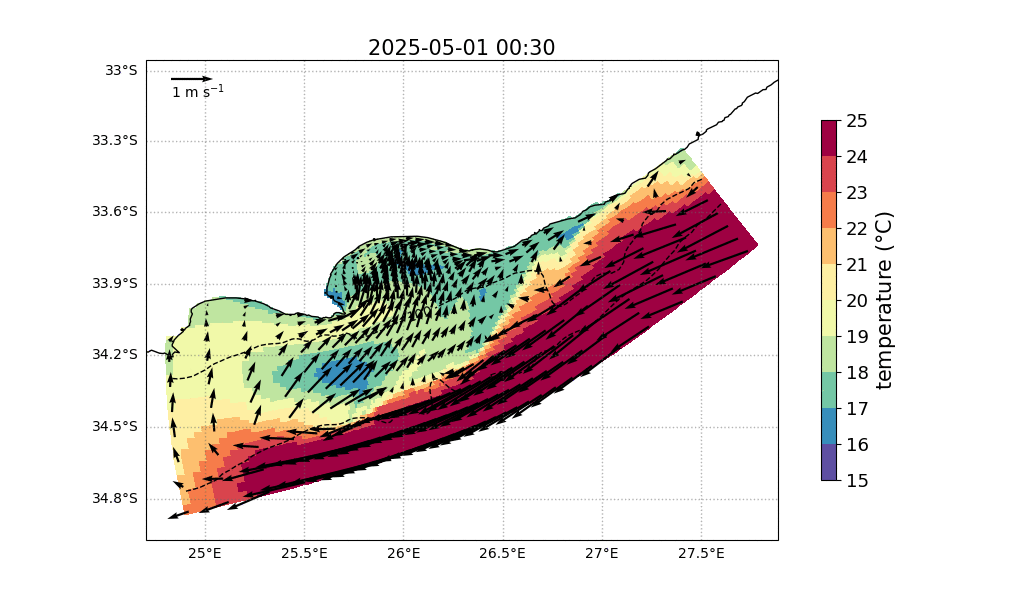 2025-05-01 00:30
33°S
33.3°S
33.6°S
33.9°S
34.2°S
34.5°S
34.8°S
1 m s⁻¹
100
25°E
25.5°E
26°E
26.5°E
27°E
27.5°E
25
24
23
22
21
20
19
18
17
16
15
temperature (°C)